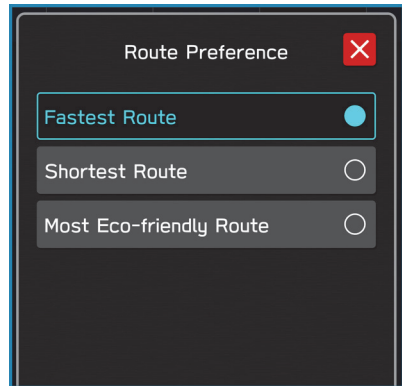 Route Preference
Fastest Route
Shortest Route
Most Eco-friendly Route